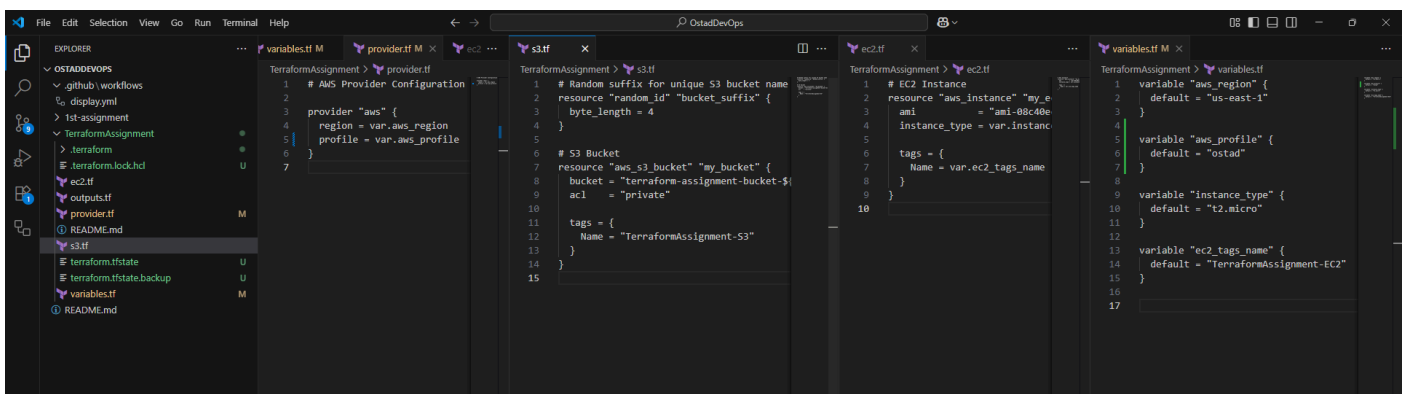 File Edit Selection View Go Run Terminal Help
OstadDevOps
EXPLORER
OSTADDEVOPS
.github\workflows
display.yml
1st-assignment
TerraformAssignment
.terraform
.terraform.lock.hcl U
ec2.tf
outputs.tf
provider.tf M
README.md
s3.tf
terraform.tfstate U
terraform.tfstate.backup U
variables.tf M
README.md
9
1
variables.tf M provider.tf M ec2
TerraformAssignment > provider.tf
1 # AWS Provider Configuration
2
3 provider "aws" {
4 region = var.aws_region
5 profile = var.aws_profile
6 }
7
s3.tf
TerraformAssignment > s3.tf
1 # Random suffix for unique S3 bucket name
2 resource "random_id" "bucket_suffix" {
3 byte_length = 4
4 }
5
6 # S3 Bucket
7 resource "aws_s3_bucket" "my_bucket" {
8 bucket = "terraform-assignment-bucket-${
9 acl = "private"
10
11 tags = {
12 Name = "TerraformAssignment-S3"
13 }
14 }
15
ec2.tf
TerraformAssignment > ec2.tf
1 # EC2 Instance
2 resource "aws_instance" "my_e
3 ami = "ami-08c40e
4 instance_type = var.instanc
5
6 tags = {
7 Name = var.ec2_tags_name
8 }
9 }
10
variables.tf M
TerraformAssignment > variables.tf
1 variable "aws_region" {
2 default = "us-east-1"
3 }
4
5 variable "aws_profile" {
6 default = "ostad"
7 }
8
9 variable "instance_type" {
10 default = "t2.micro"
11 }
12
13 variable "ec2_tags_name" {
14 default = "TerraformAssignment-EC2"
15 }
16
17